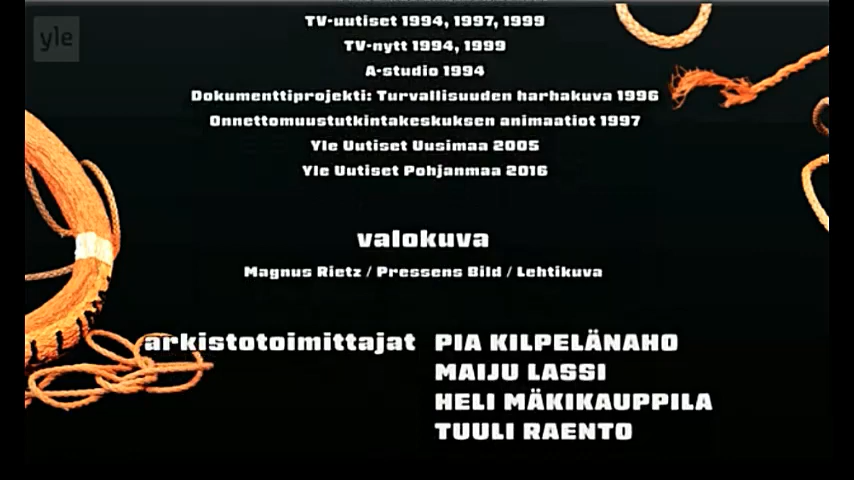 yle
TV-uutiset 1994, 1997, 1999
TV-nytt 1994, 1999
A-studio 1994
Dokumenttiprojekti: Turvallisuuden harhakuva 1996
Onnettomuustutkintakeskuksen animaatiot 1997
Yle Uutiset Uusimaa 2005
Yle Uutiset Pohjanmaa 2016
valokuva
Magnus Rietz / Pressens Bild / Lehtikuva
arkistotoimittajat PIA KILPELÄNAHO
MAIJU LASSI
HELI MÄKIKAUPPILA
TUULI RAENTO